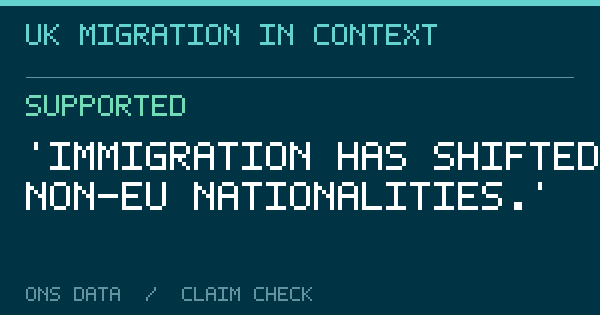 UK MIGRATION IN CONTEXT
SUPPORTED
'IMMIGRATION HAS SHIFTED
NON-EU NATIONALITIES.'
ONS DATA / CLAIM CHECK